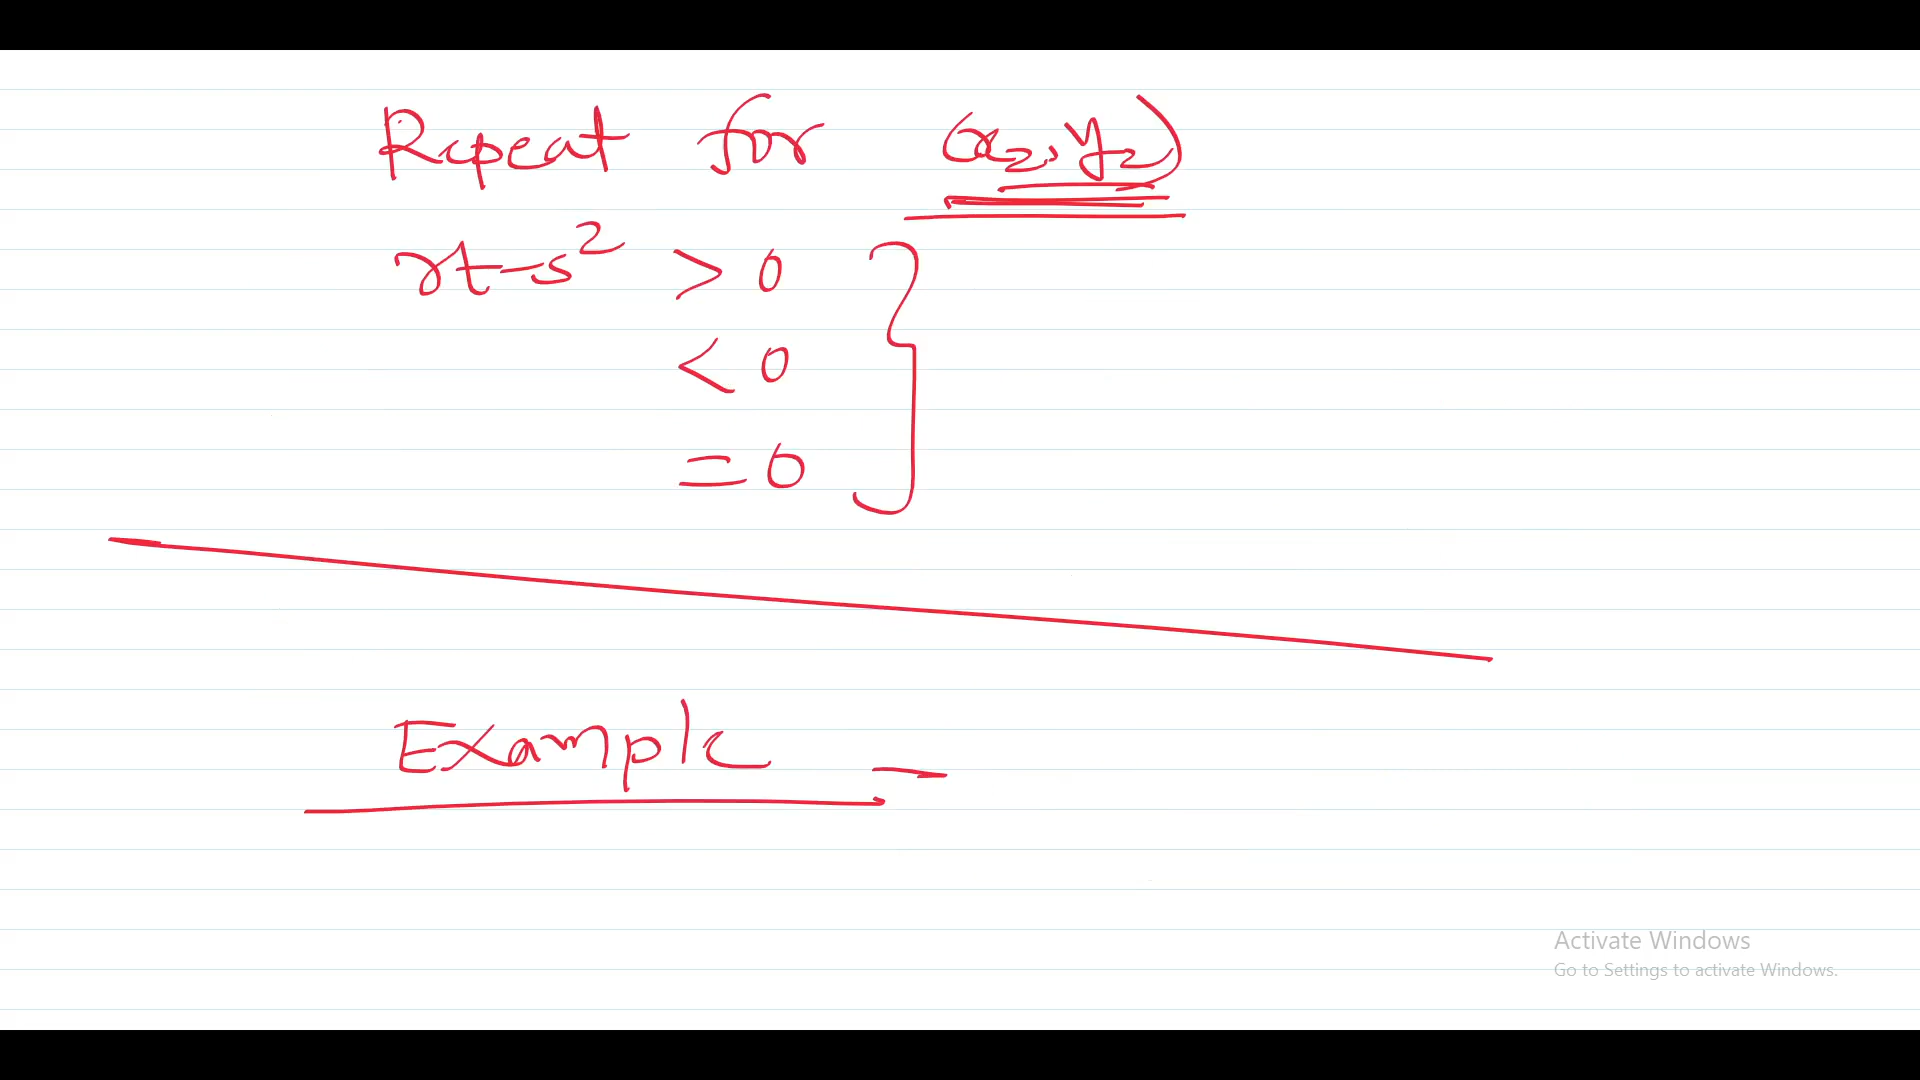 Repeat for (x₂, y₂)
rt-s² > 0
< 0
= 0
Example
Activate Windows
Go to Settings to activate Windows.